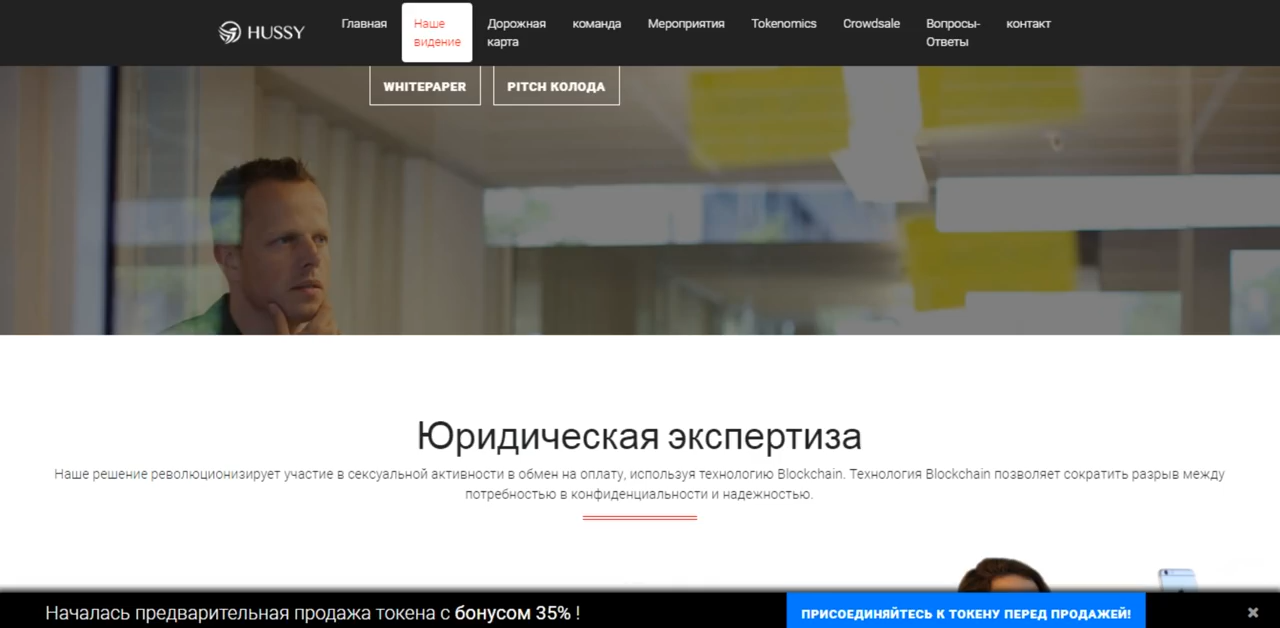 HUSSY
Главная
Наше
видение
Дорожная
карта
команда
Мероприятия
Tokenomics
Crowdsale
Вопросы-
Ответы
контакт
WHITEPAPER
PITCH КОЛОДА
Юридическая экспертиза
Наше решение революционизирует участие в сексуальной активности в обмен на оплату, используя технологию Blockchain. Технология Blockchain позволяет сократить разрыв между
потребностью в конфиденциальности и надежностью.
Началась предварительная продажа токена с бонусом 35% !
ПРИСОЕДИНЯЙТЕСЬ К ТОКЕНУ ПЕРЕД ПРОДАЖЕЙ!